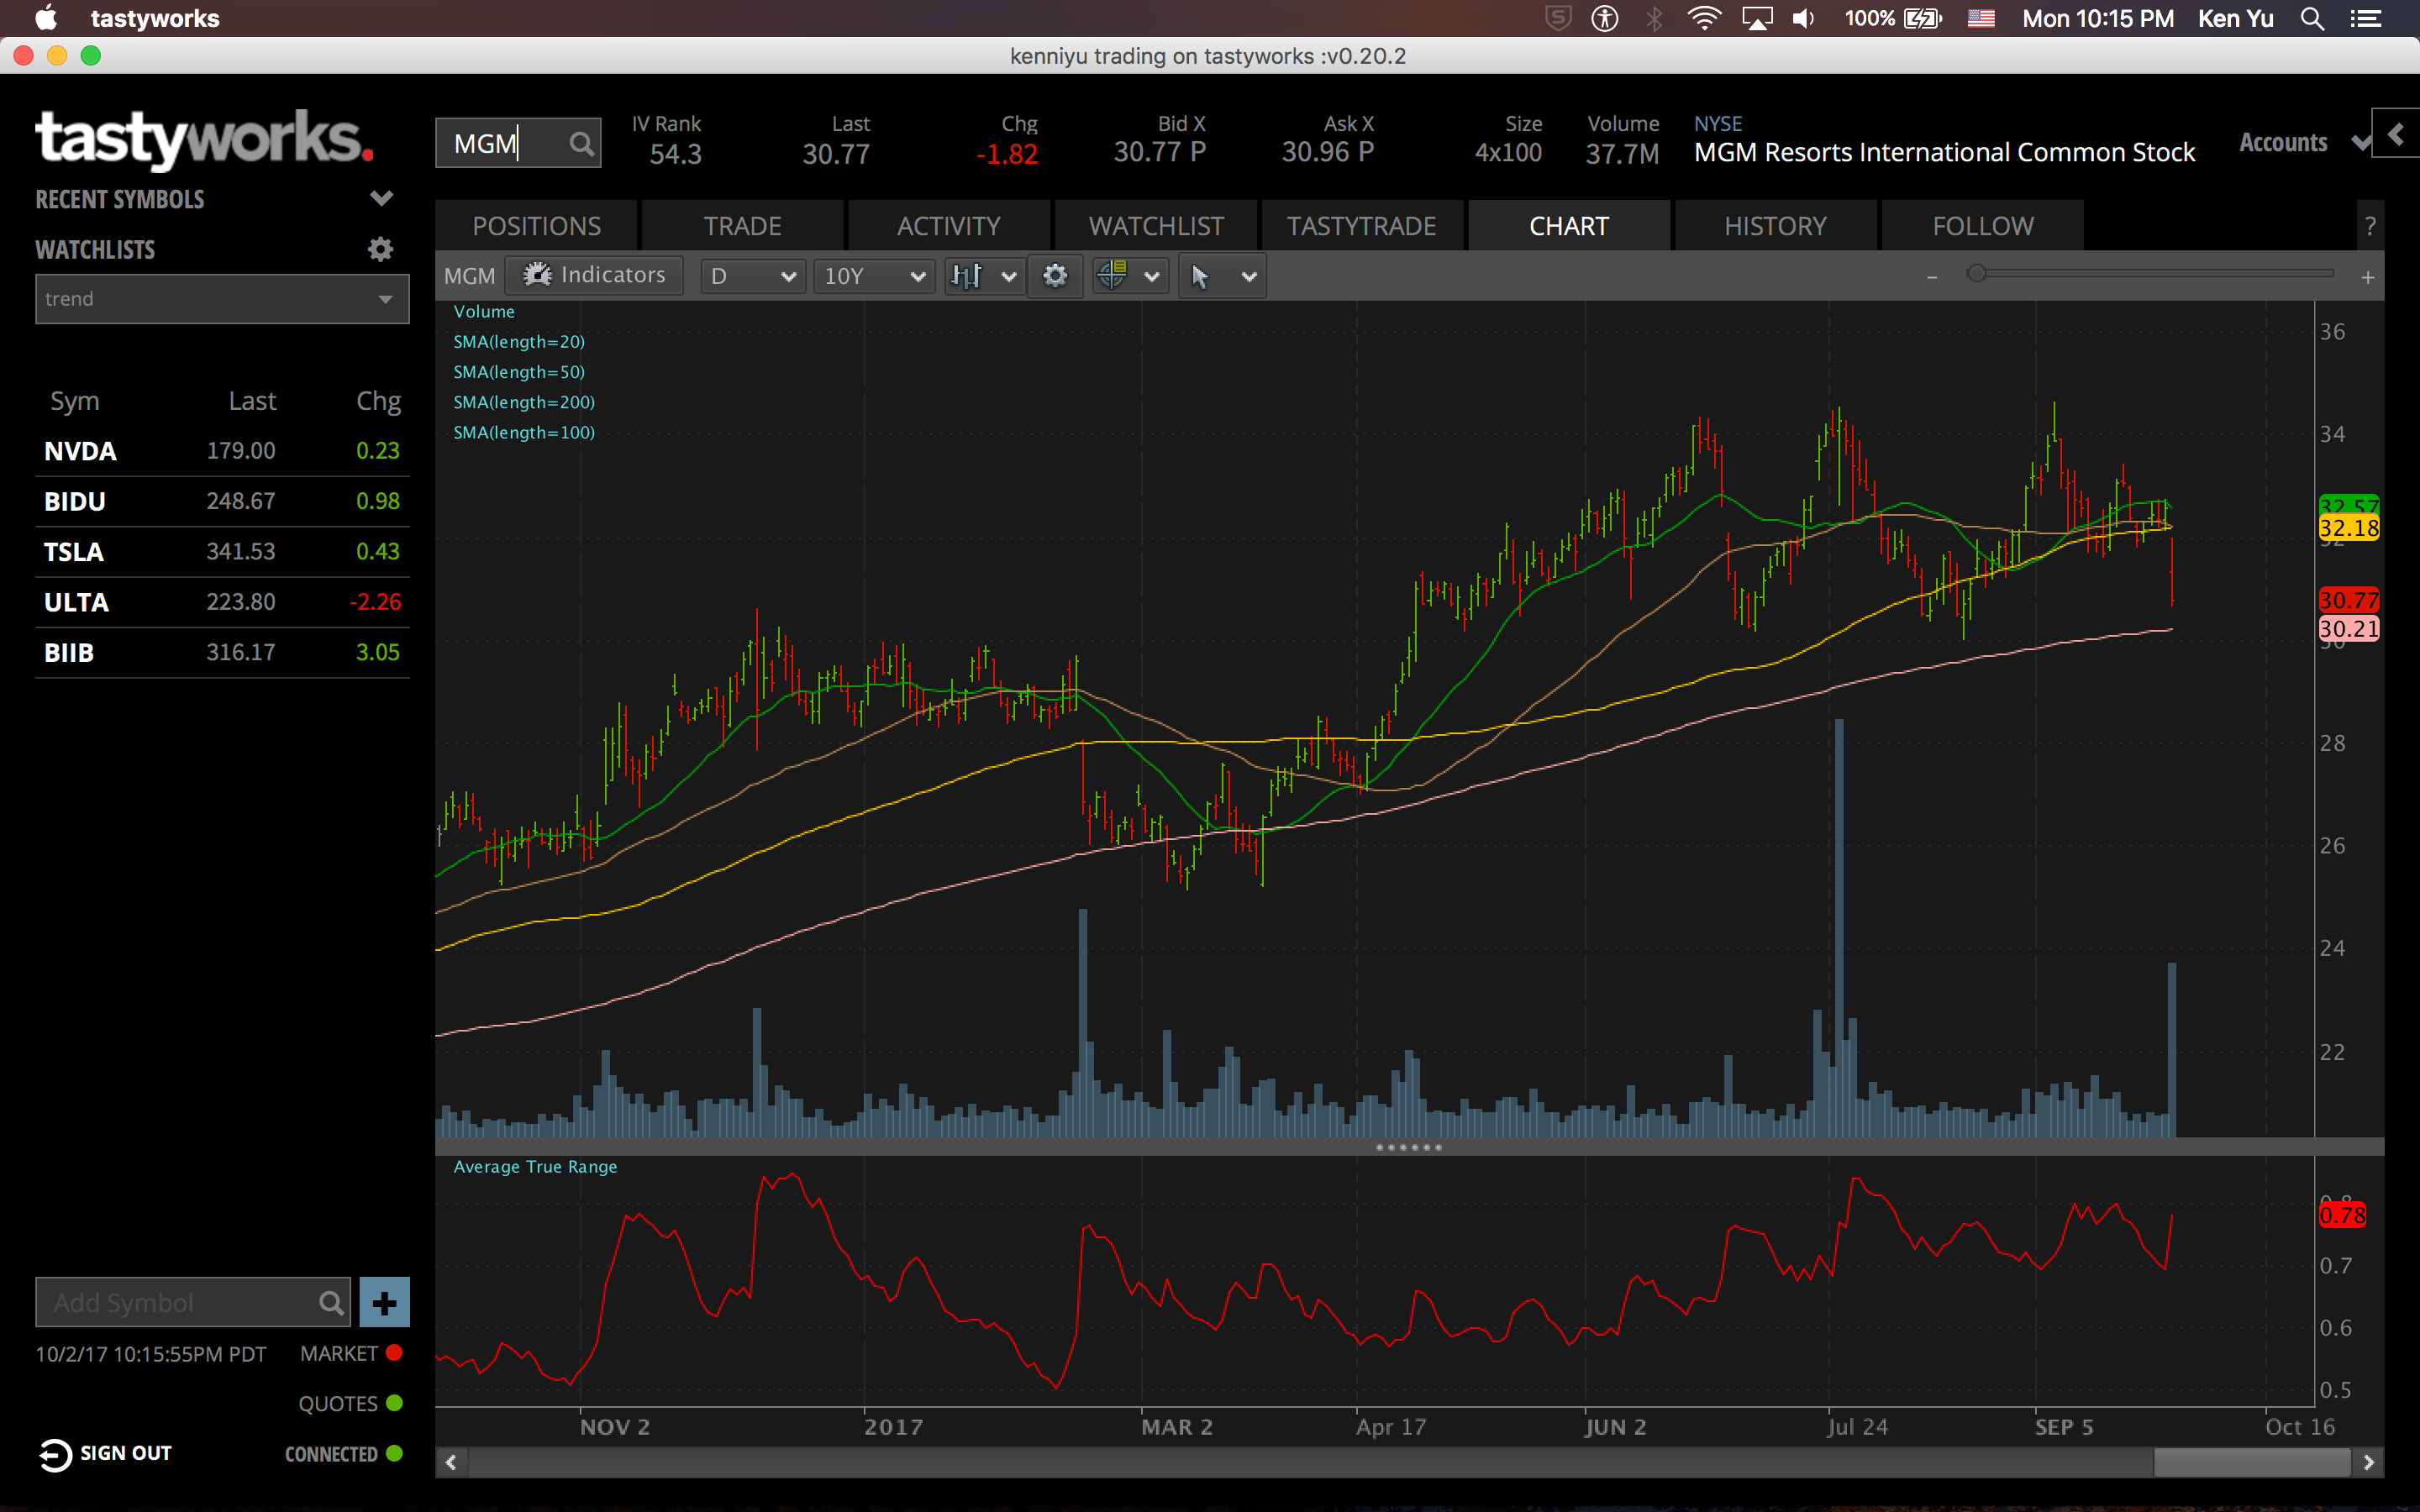 tastyworks
100%
Mon 10:15 PM
Ken Yu
kenniyu trading on tastyworks :v0.20.2
tastyworks.
RECENT SYMBOLS
WATCHLISTS
trend
Sym Last Chg
NVDA 179.00 0.23
BIDU 248.67 0.98
TSLA 341.53 0.43
ULTA 223.80 -2.26
BIIB 316.17 3.05
Add Symbol
10/2/17 10:15:55PM PDT MARKET
QUOTES
SIGN OUT CONNECTED
MGM
IV Rank Last Chg Bid X Ask X Size Volume NYSE
54.3 30.77 -1.82 30.77 P 30.96 P 4x100 37.7M MGM Resorts International Common Stock
Accounts
POSITIONS TRADE ACTIVITY WATCHLIST TASTYTRADE CHART HISTORY FOLLOW ?
MGM Indicators D 10Y - +
Volume
SMA(length=20)
SMA(length=50)
SMA(length=200)
SMA(length=100)
36
34
32.57
32.18
32
30.77
30.21
30
28
26
24
22
Average True Range
0.8
0.78
0.7
0.6
0.5
NOV 2 2017 MAR 2 Apr 17 JUN 2 Jul 24 SEP 5 Oct 16